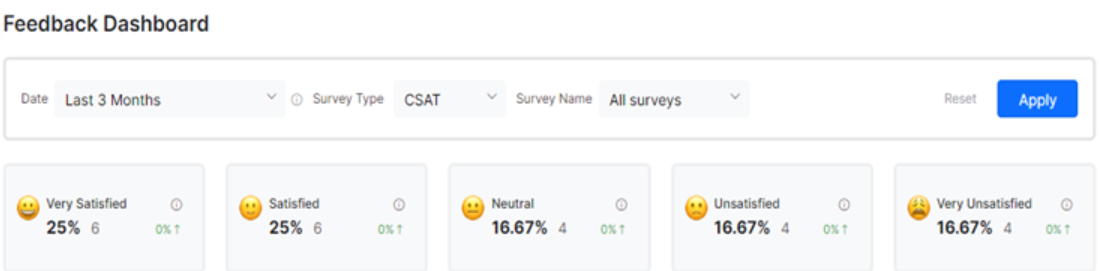 Feedback Dashboard
Date Last 3 Months Survey Type CSAT Survey Name All surveys Reset Apply
Very Satisfied
25% 6 0% ↑
Satisfied
25% 6 0% ↑
Neutral
16.67% 4 0% ↑
Unsatisfied
16.67% 4 0% ↑
Very Unsatisfied
16.67% 4 0% ↑